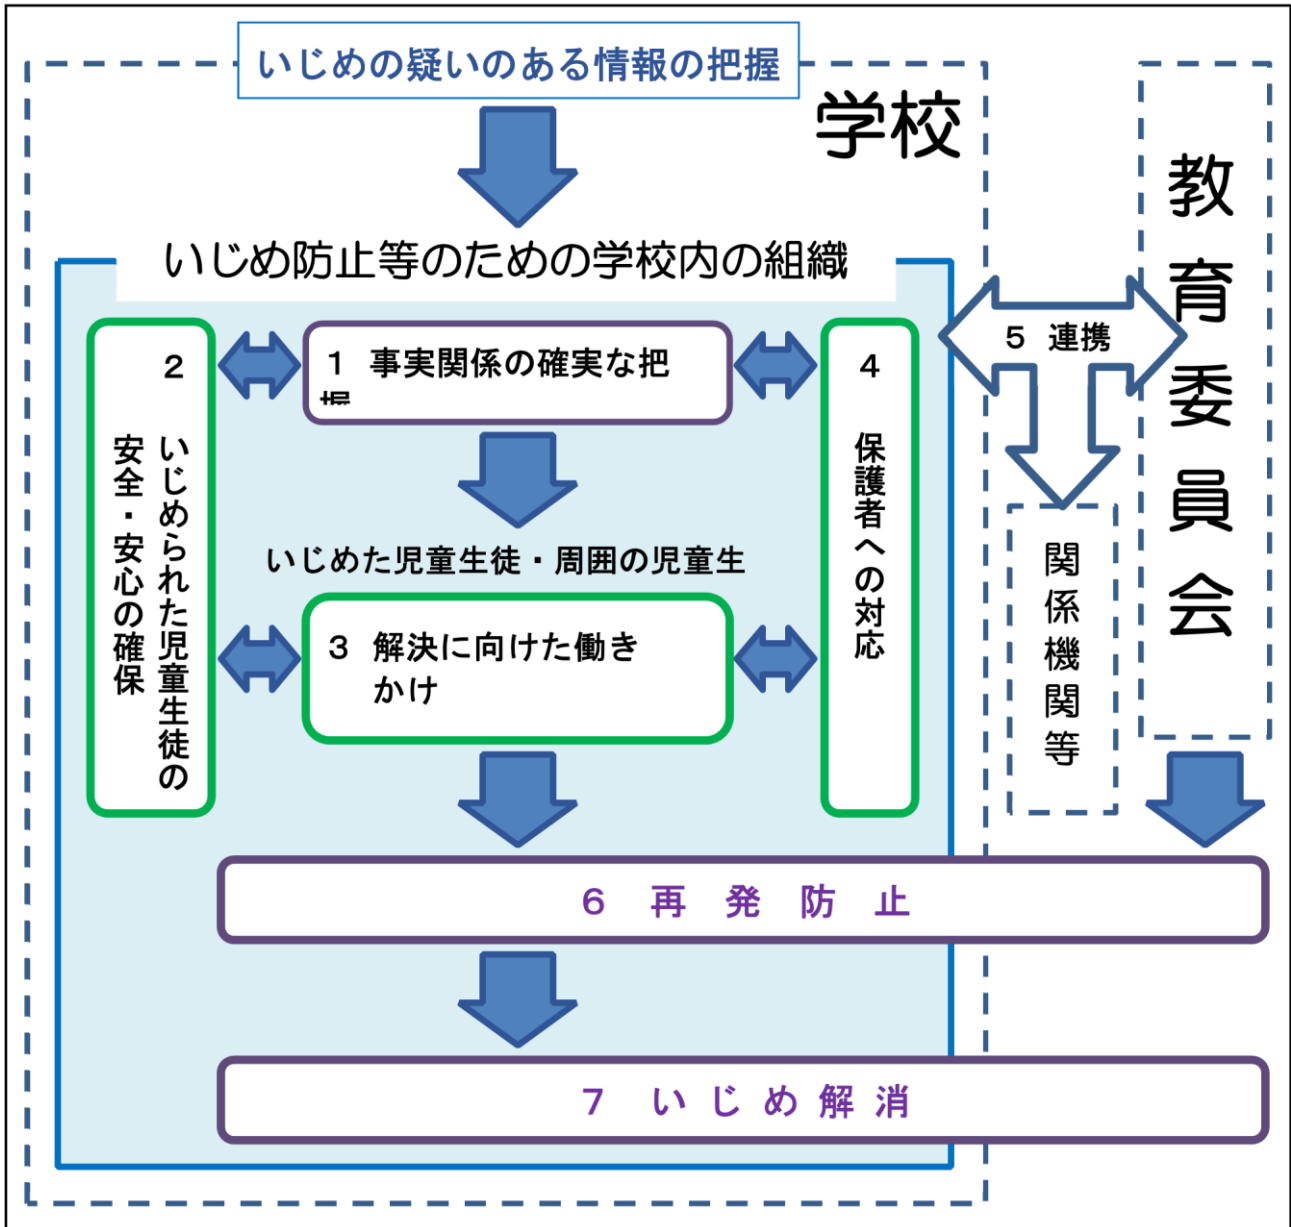 いじめの疑いのある情報の把握
学校
教育委員会
いじめ防止等のための学校内の組織
1 事実関係の確実な把
2 いじめられた児童生徒の
安全・安心の確保
4 保護者への対応
5 連携
関係機関等
いじめた児童生徒・周囲の児童生
3 解決に向けた働き
かけ
6 再発防止
7 いじめ解消